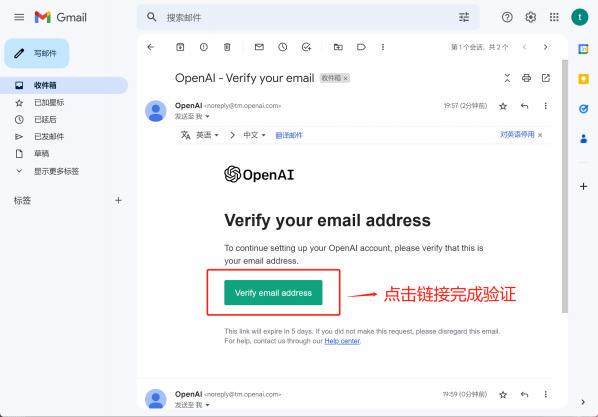 Gmail
搜索邮件
t
写邮件
收件箱
已加星标
已延后
已发邮件
草稿
显示更多标签
标签
第 1 个会话，共 2 个
OpenAI - Verify your email 收件箱 ×
OpenAI <noreply@tm.openai.com>
19:57 (2分钟前)
发送至 我
英语 中文 翻译邮件
对英语停用 ×
OpenAI
Verify your email address
To continue setting up your OpenAI account, please verify that this is
your email address.
Verify email address
点击链接完成验证
This link will expire in 5 days. If you did not make this request, please disregard this email.
For help, contact us through our Help center.
OpenAI <noreply@tm.openai.com>
19:59 (0分钟前)
发送至 我